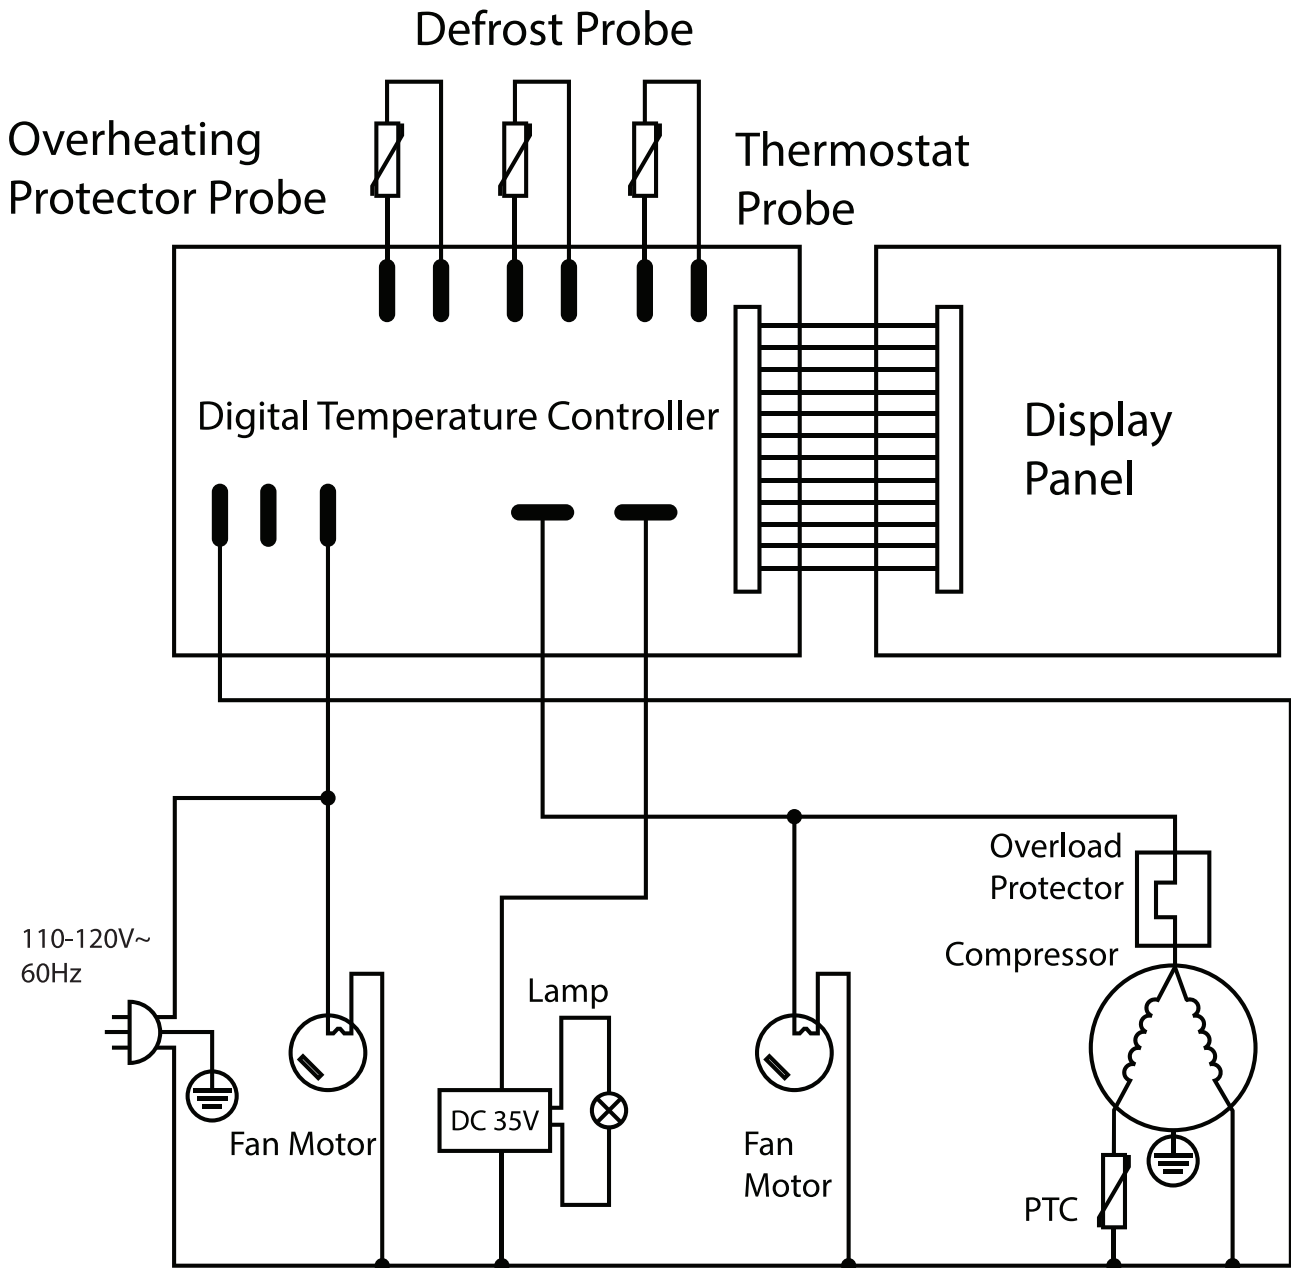 Defrost Probe
Overheating
Protector Probe
Thermostat
Probe
Digital Temperature Controller
Display
Panel
Overload
Protector
Compressor
110-120V~
60Hz
Lamp
DC 35V
Fan Motor
Fan
Motor
PTC